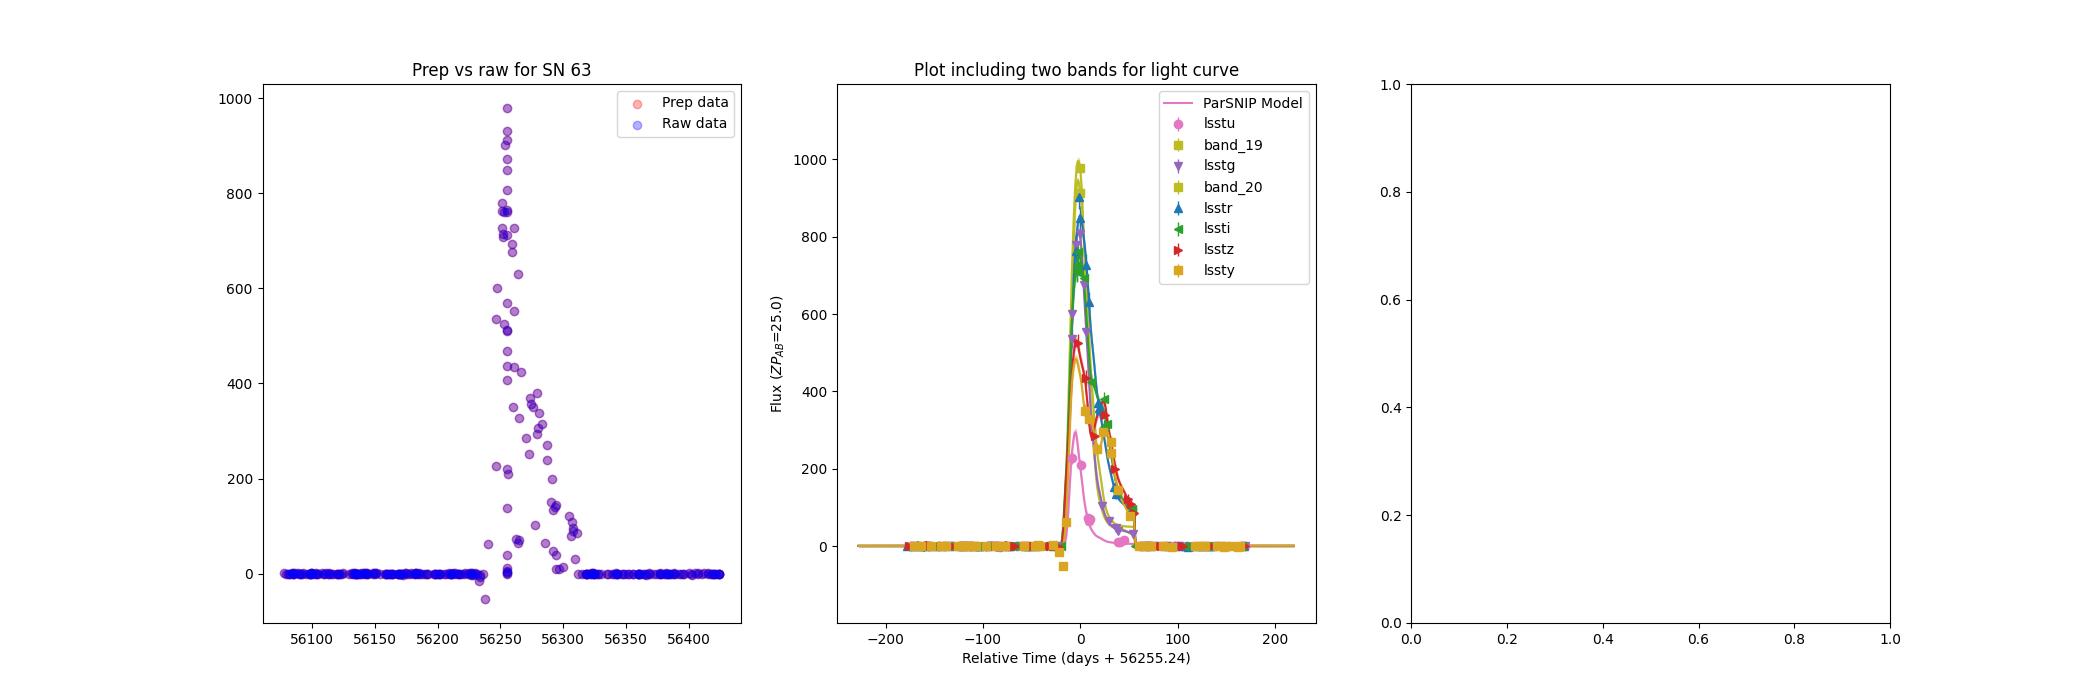 Prep vs raw for SN 63
1000
800
600
400
200
0
56100
56150
56200
56250
56300
56350
56400
Prep data
Raw data
Plot including two bands for light curve
Flux (ZP_AB=25.0)
1000
800
600
400
200
0
−200
−100
0
100
200
Relative Time (days + 56255.24)
ParSNIP Model
lsstu
band_19
lsstg
band_20
lsstr
lssti
lsstz
lssty
1.0
0.8
0.6
0.4
0.2
0.0
0.0
0.2
0.4
0.6
0.8
1.0